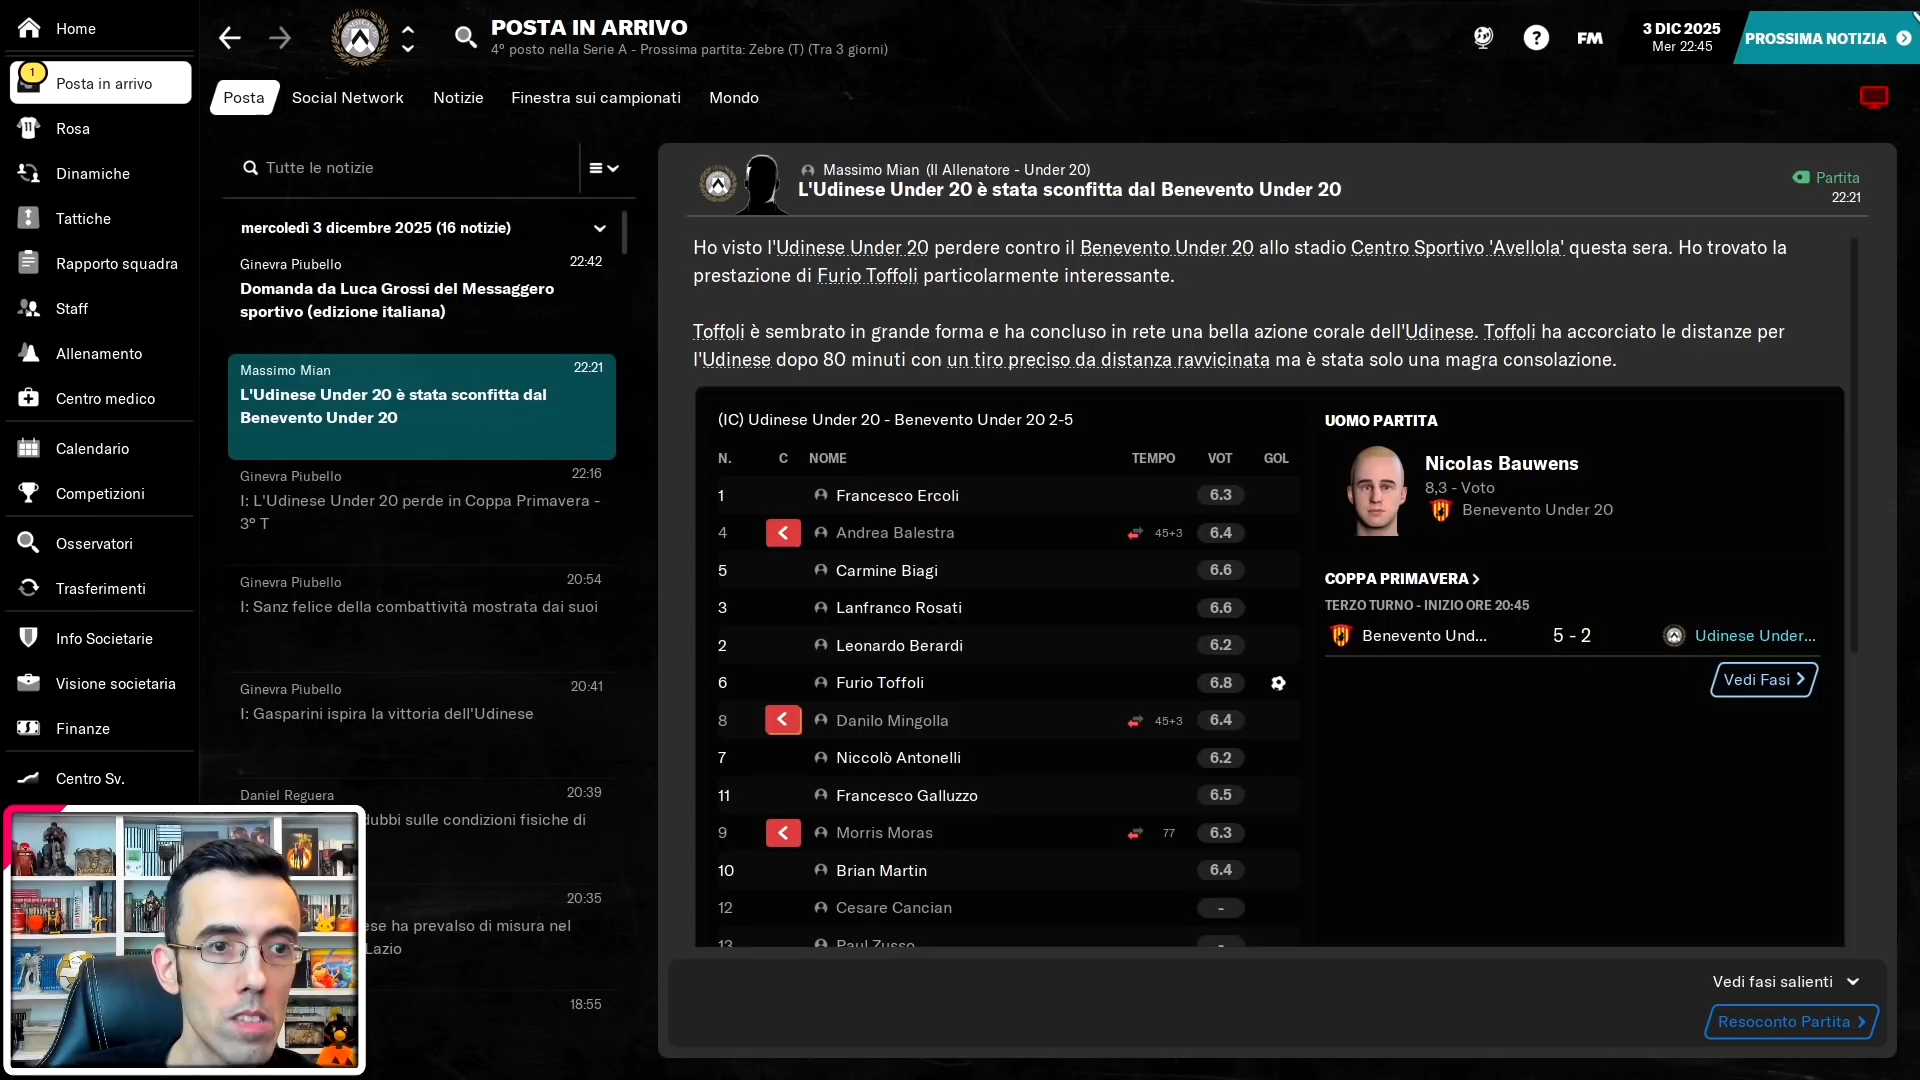 Home
Posta in arrivo
1
Rosa
Dinamiche
Tattiche
Rapporto squadra
Staff
Allenamento
Centro medico
Calendario
Competizioni
Osservatori
Trasferimenti
Info Societarie
Visione societaria
Finanze
Centro Sv.
POSTA IN ARRIVO
4° posto nella Serie A - Prossima partita: Zebre (T) (Tra 3 giorni)
FM
3 DIC 2025
Mer 22:45
PROSSIMA NOTIZIA
Posta
Social Network
Notizie
Finestra sui campionati
Mondo
Tutte le notizie
mercoledì 3 dicembre 2025 (16 notizie)
Ginevra Piubello 22:42
Domanda da Luca Grossi del Messaggero
sportivo (edizione italiana)
Massimo Mian 22:21
L'Udinese Under 20 è stata sconfitta dal
Benevento Under 20
Ginevra Piubello 22:16
I: L'Udinese Under 20 perde in Coppa Primavera -
3° T
Ginevra Piubello 20:54
I: Sanz felice della combattività mostrata dai suoi
Ginevra Piubello 20:41
I: Gasparini ispira la vittoria dell'Udinese
Daniel Reguera 20:39
dubbi sulle condizioni fisiche di
20:35
ese ha prevalso di misura nel
Lazio
18:55
Massimo Mian (Il Allenatore - Under 20)
L'Udinese Under 20 è stata sconfitta dal Benevento Under 20
Partita
22:21
Ho visto l'Udinese Under 20 perdere contro il Benevento Under 20 allo stadio Centro Sportivo 'Avellola' questa sera. Ho trovato la
prestazione di Furio Toffoli particolarmente interessante.
Toffoli è sembrato in grande forma e ha concluso in rete una bella azione corale dell'Udinese. Toffoli ha accorciato le distanze per
l'Udinese dopo 80 minuti con un tiro preciso da distanza ravvicinata ma è stata solo una magra consolazione.
(IC) Udinese Under 20 - Benevento Under 20 2-5
N. C NOME TEMPO VOT GOL
1 Francesco Ercoli 6.3
4 Andrea Balestra 45+3 6.4
5 Carmine Biagi 6.6
3 Lanfranco Rosati 6.6
2 Leonardo Berardi 6.2
6 Furio Toffoli 6.8
8 Danilo Mingolla 45+3 6.4
7 Niccolò Antonelli 6.2
11 Francesco Galluzzo 6.5
9 Morris Moras 77 6.3
10 Brian Martin 6.4
12 Cesare Cancian -
13 Paul Zusso -
UOMO PARTITA
Nicolas Bauwens
8,3 - Voto
Benevento Under 20
COPPA PRIMAVERA
TERZO TURNO - INIZIO ORE 20:45
Benevento Und... 5 - 2 Udinese Under...
Vedi Fasi
Vedi fasi salienti
Resoconto Partita